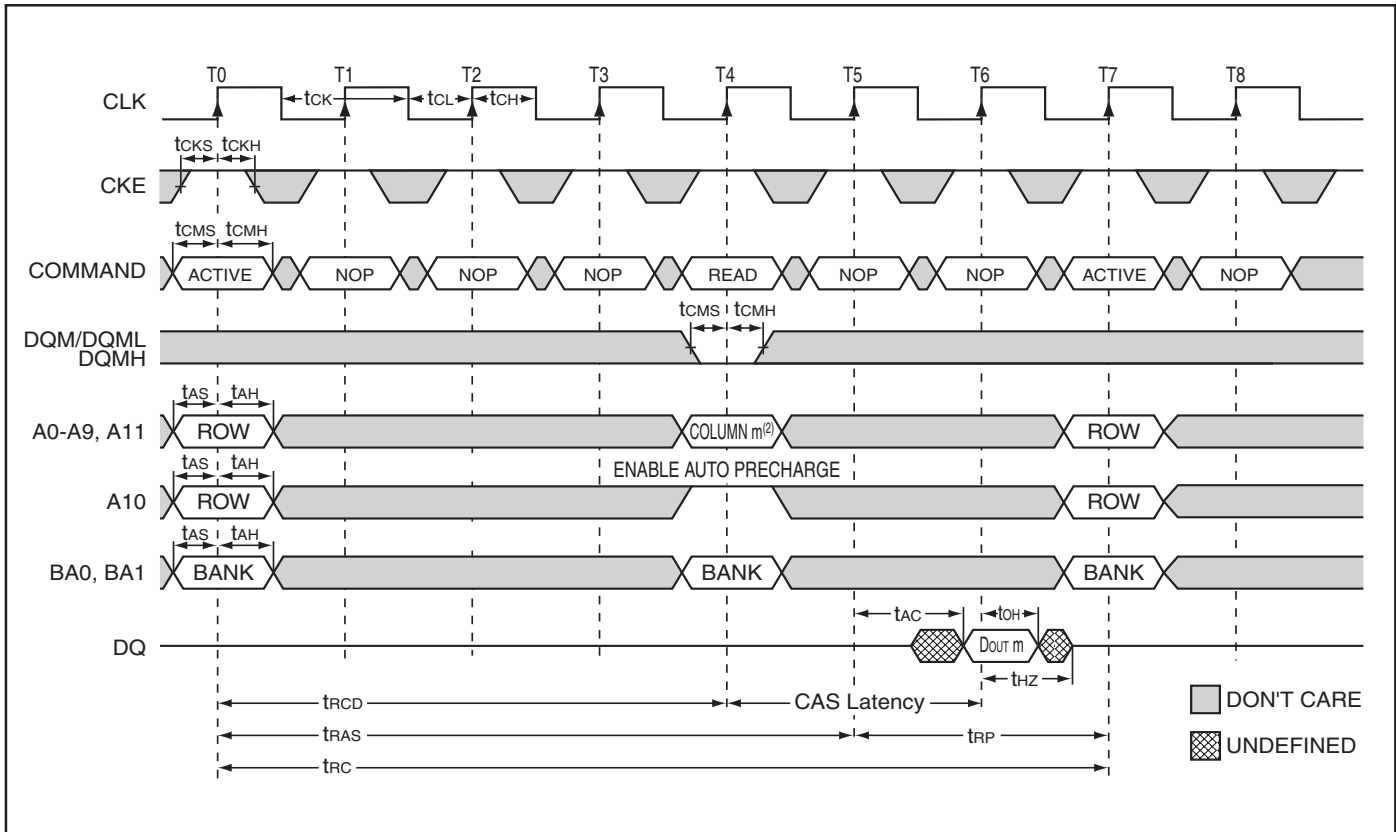 T0 T1 T2 T3 T4 T5 T6 T7 T8
CLK tCK tCL tCH
tCKS tCKH
CKE
tCMS tCMH
COMMAND ACTIVE NOP NOP NOP READ NOP NOP ACTIVE NOP
tCMS tCMH
DQM/DQML
DQMH
tAS tAH
A0-A9, A11 ROW COLUMN m(2) ROW
tAS tAH ENABLE AUTO PRECHARGE
A10 ROW ROW
tAS tAH
BA0, BA1 BANK BANK BANK
tAC tOH
DQ DOUT m
tHZ
tRCD CAS Latency
DON'T CARE
tRAS tRP
UNDEFINED
tRC